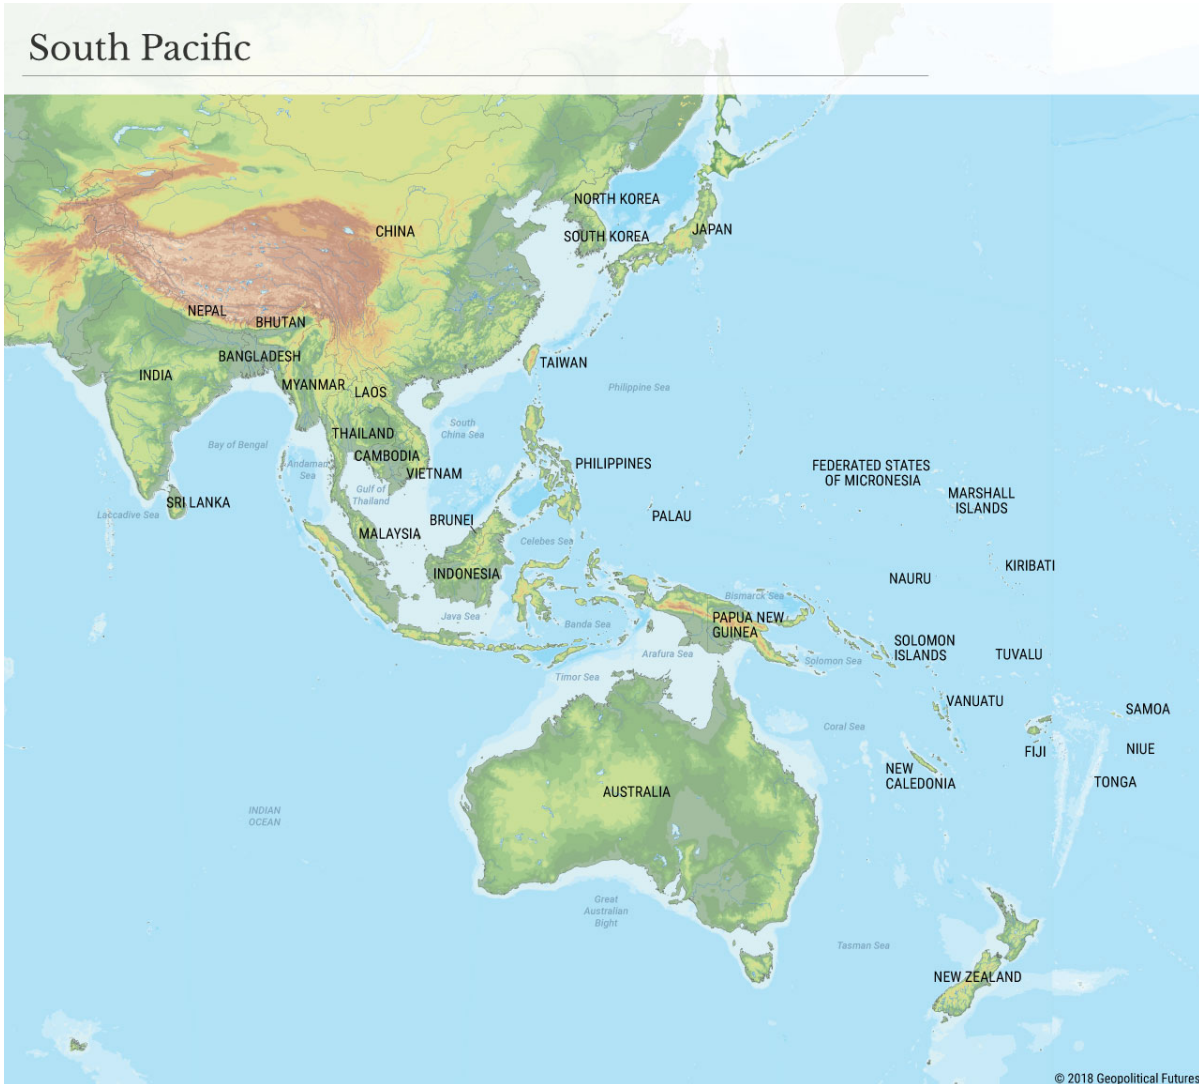 South Pacific
NORTH KOREA
CHINA
SOUTH KOREA
JAPAN
NEPAL
BHUTAN
BANGLADESH
TAIWAN
INDIA
MYANMAR
LAOS
Philippine Sea
South
China Sea
THAILAND
Bay of Bengal
CAMBODIA
Andaman
Sea
VIETNAM
PHILIPPINES
FEDERATED STATES
OF MICRONESIA
Gulf of
Thailand
MARSHALL
ISLANDS
SRI LANKA
Laccadive Sea
BRUNEI
PALAU
MALAYSIA
Celebes Sea
KIRIBATI
INDONESIA
NAURU
Bismarck Sea
Java Sea
PAPUA NEW
GUINEA
Banda Sea
SOLOMON
ISLANDS
Arafura Sea
Solomon Sea
TUVALU
Timor Sea
VANUATU
SAMOA
Coral Sea
FIJI
NIUE
NEW
CALEDONIA
TONGA
AUSTRALIA
INDIAN
OCEAN
Great
Australian
Bight
Tasman Sea
NEW ZEALAND
© 2018 Geopolitical Futures